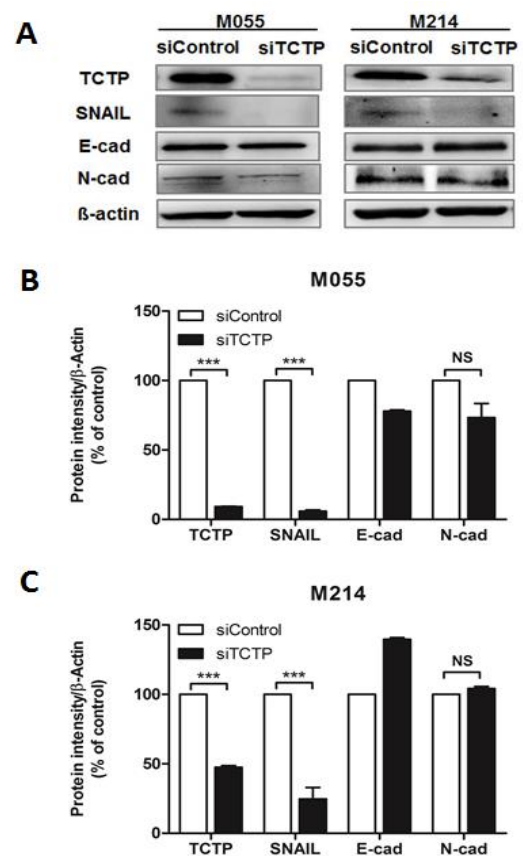 A
M055
M214
siControl siTCTP
siControl siTCTP
TCTP
SNAIL
E-cad
N-cad
ß-actin
B
M055
Protein intensity/β-Actin
(% of control)
150
100
50
0
siControl
siTCTP
***
***
NS
TCTP SNAIL E-cad N-cad
C
M214
Protein intensity/β-Actin
(% of control)
150
100
50
0
siControl
siTCTP
***
***
NS
TCTP SNAIL E-cad N-cad